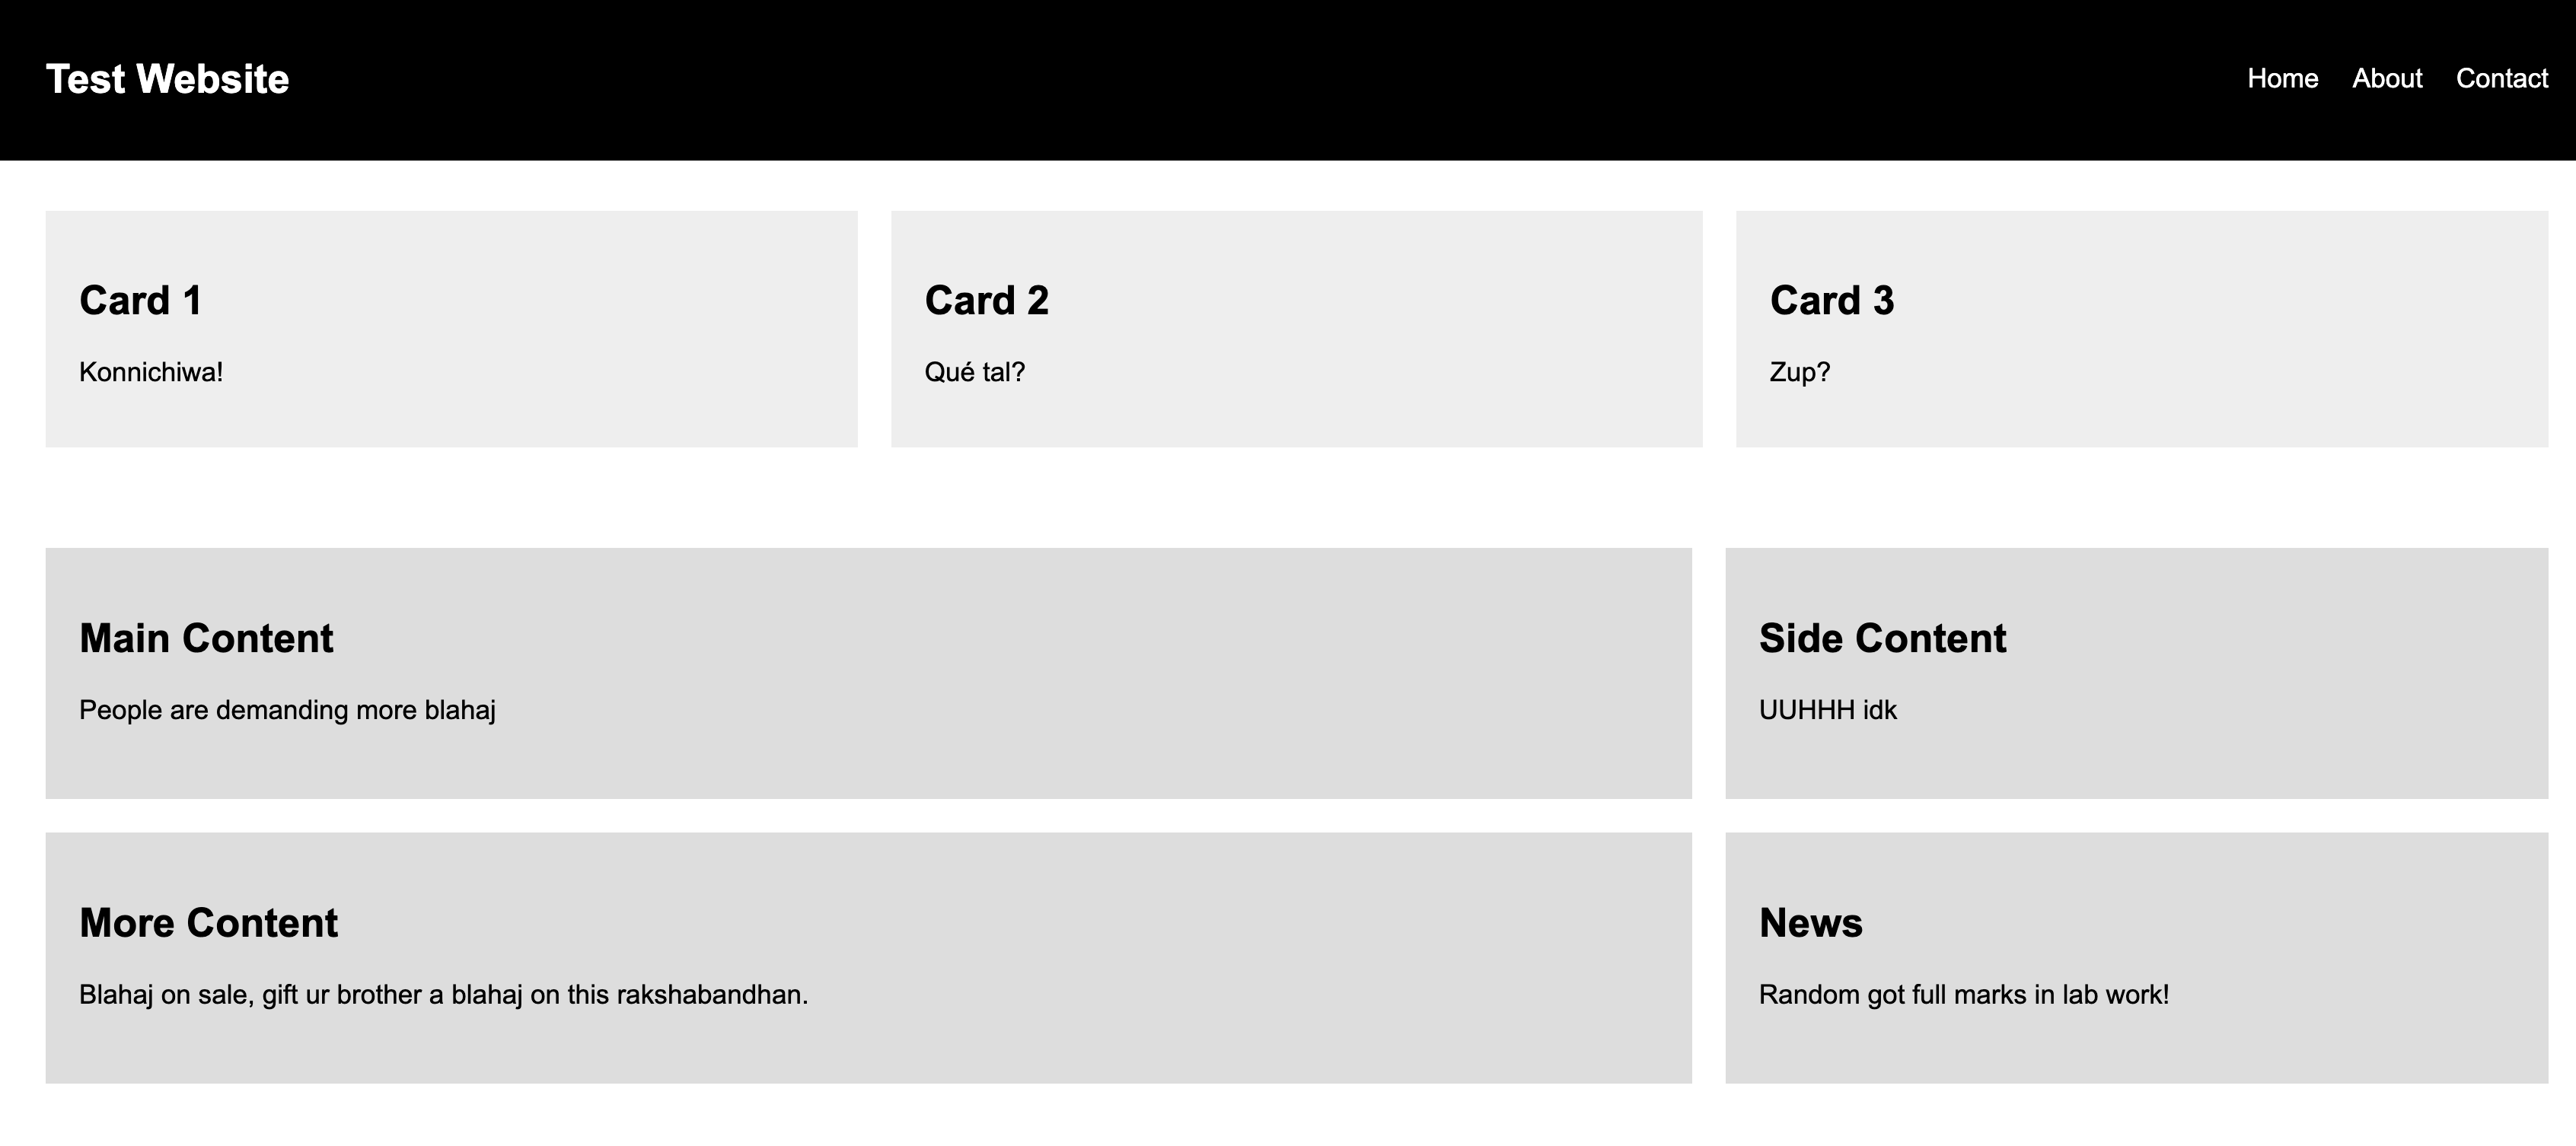 Test Website
Home About Contact
Card 1
Konnichiwa!
Card 2
Qué tal?
Card 3
Zup?
Main Content
People are demanding more blahaj
Side Content
UUHHH idk
More Content
Blahaj on sale, gift ur brother a blahaj on this rakshabandhan.
News
Random got full marks in lab work!